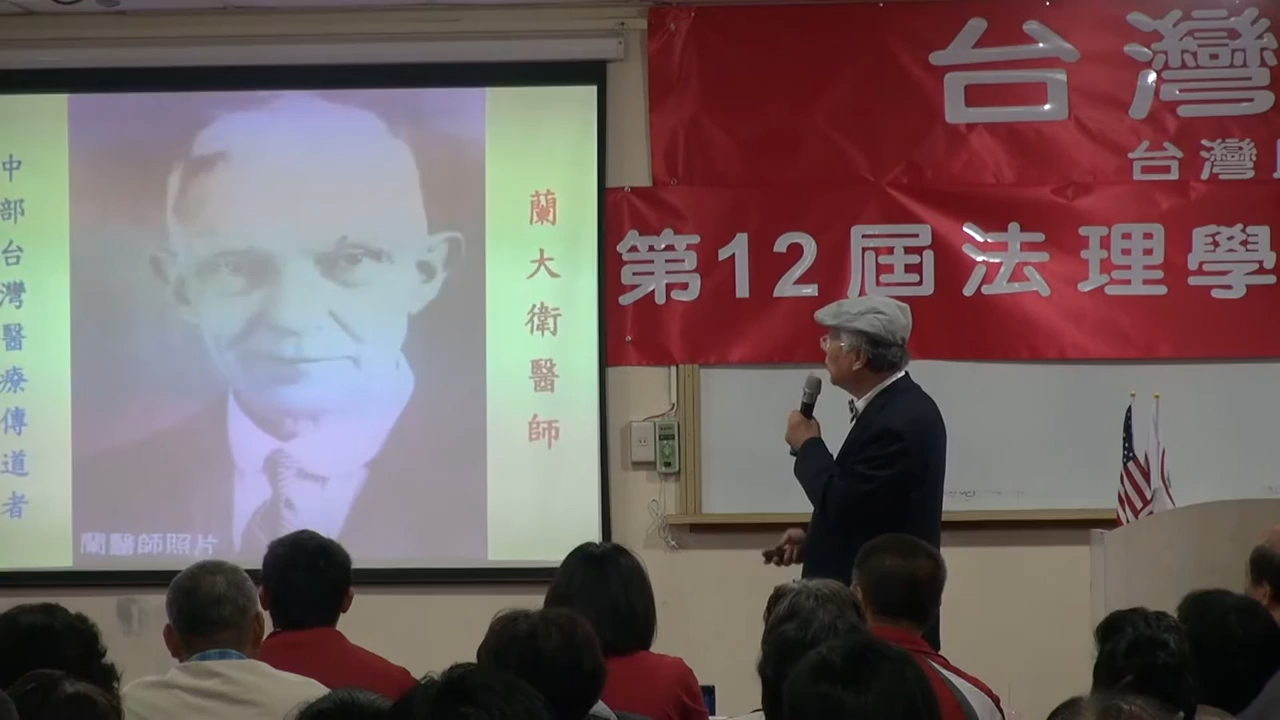 中部台灣醫療傳道者
蘭大衛醫師
蘭醫師照片
台灣
台灣
第12屆法理學